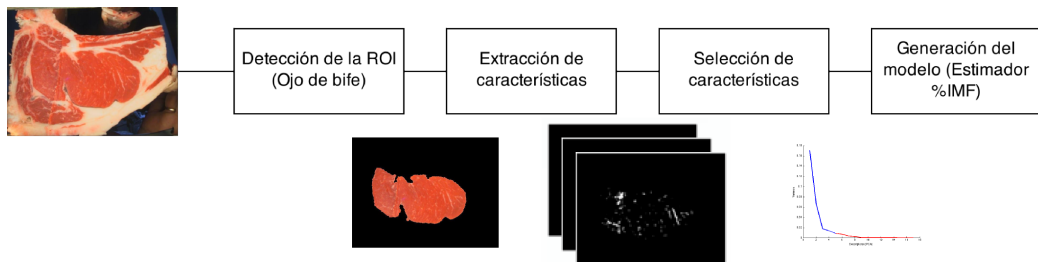 Detección de la ROI
(Ojo de bife)
Extracción de
características
Selección de
características
Generación del
modelo (Estimador
%IMF)